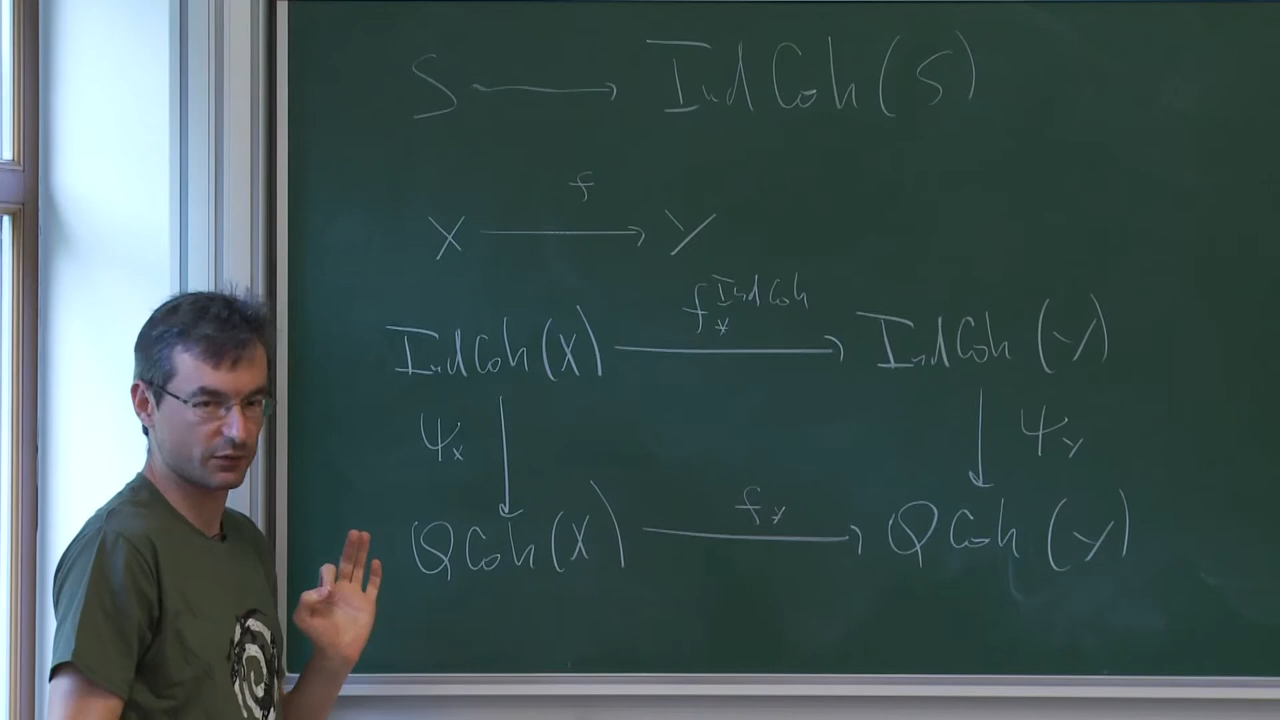 S ⟶ IndCoh(S)
f
X ⟶ Y
f_*^{IndCoh}
IndCoh(X) ⟶ IndCoh(Y)
Ψ_X ↓ ↓ Ψ_Y
f_*
QCoh(X) ⟶ QCoh(Y)